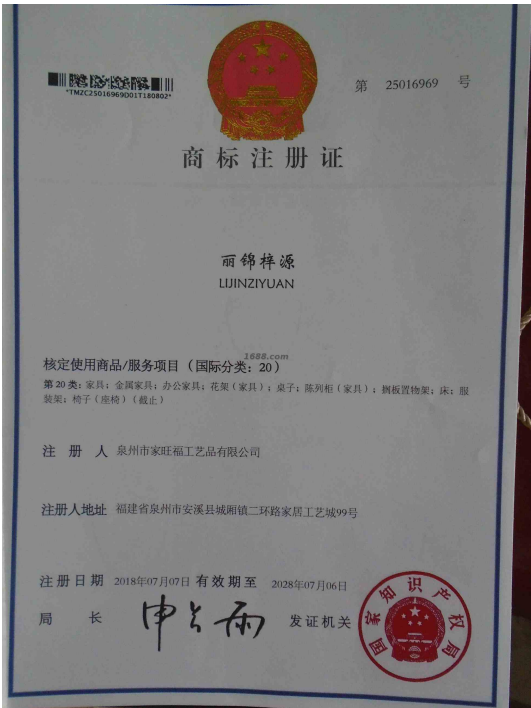 第 25016969 号
*TMZC25016969D01T180802*
商标注册证
丽锦梓源
LIJINZIYUAN
1688.com
核定使用商品/服务项目（国际分类：20）
第20类：家具；金属家具；办公家具；花架（家具）；桌子；陈列柜（家具）；搁板置物架；床；服
装架；椅子（座椅）（截止）
注册人 泉州市家旺福工艺品有限公司
注册人地址 福建省泉州市安溪县城厢镇二环路家居工艺城99号
注册日期 2018年07月07日 有效期至 2028年07月06日
局长 申长雨 发证机关
国家知识产权局